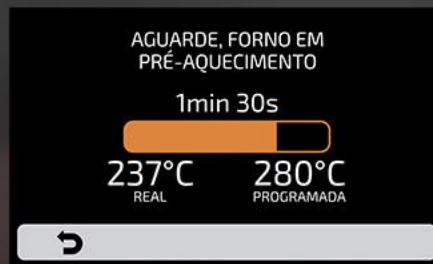 AGUARDE, FORNO EM
PRÉ-AQUECIMENTO
1min 30s
237°C 280°C
REAL PROGRAMADA